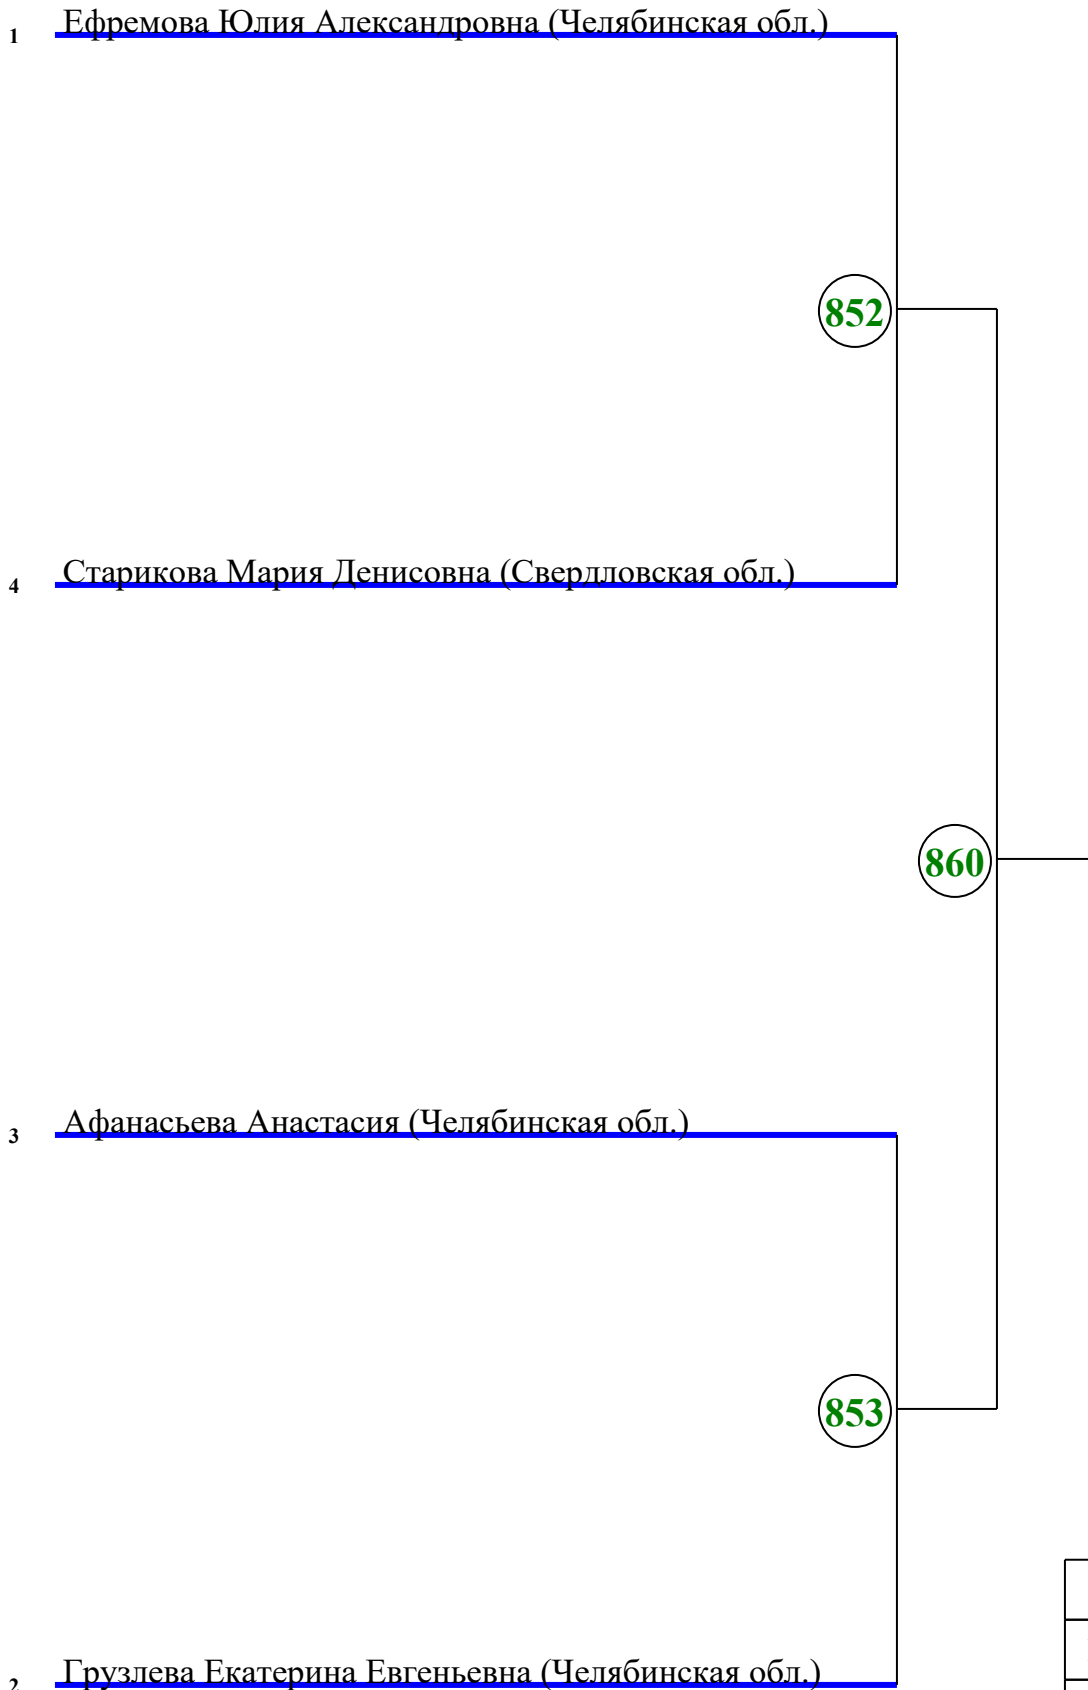 1 Ефремова Юлия Александровна (Челябинская обл.)
852
4 Старикова Мария Денисовна (Свердловская обл.)
860
3 Афанасьева Анастасия (Челябинская обл.)
853
2 Грузлева Екатерина Евгеньевна (Челябинская обл.)